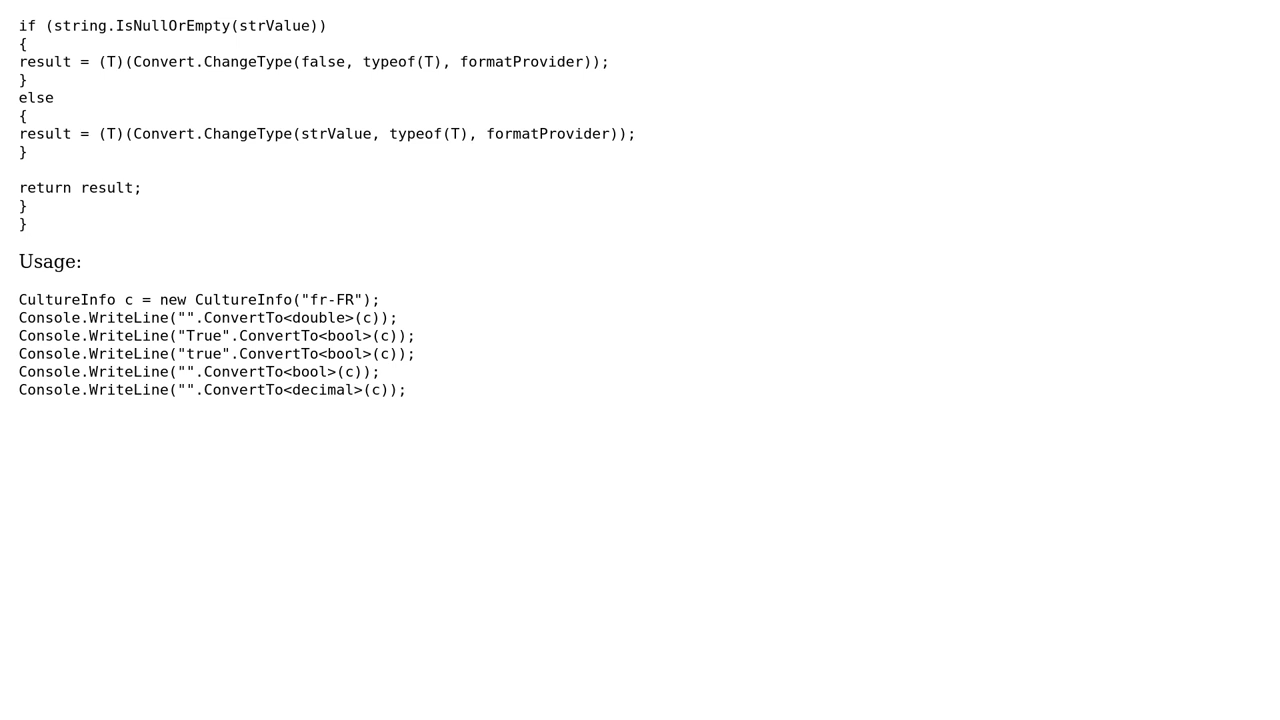 if (string.IsNullOrEmpty(strValue))
{
result = (T)(Convert.ChangeType(false, typeof(T), formatProvider));
}
else
{
result = (T)(Convert.ChangeType(strValue, typeof(T), formatProvider));
}

return result;
}
}

Usage:

CultureInfo c = new CultureInfo("fr-FR");
Console.WriteLine("".ConvertTo<double>(c));
Console.WriteLine("True".ConvertTo<bool>(c));
Console.WriteLine("true".ConvertTo<bool>(c));
Console.WriteLine("".ConvertTo<bool>(c));
Console.WriteLine("".ConvertTo<decimal>(c));